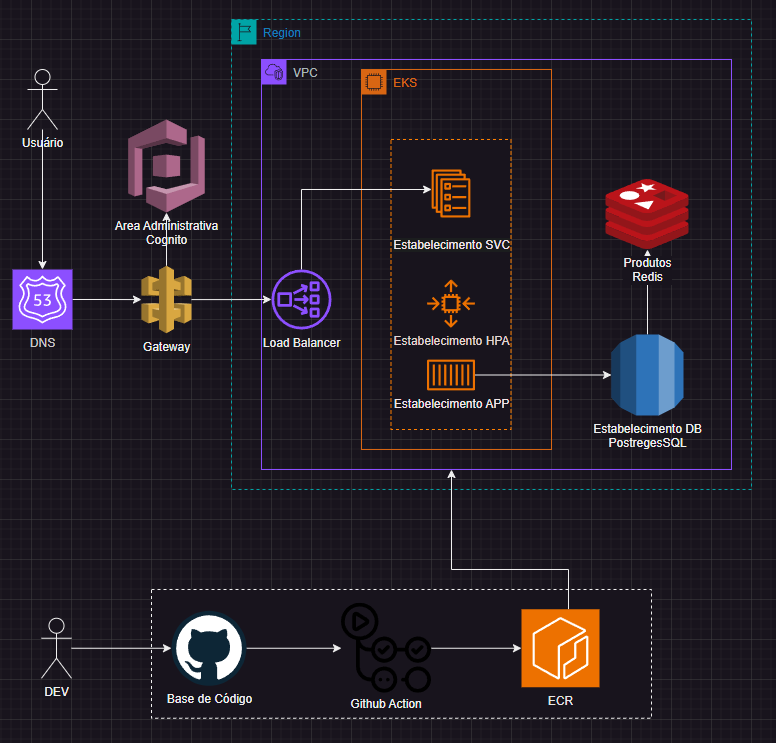 Region
VPC
EKS
Usuário
Area Administrativa
Cognito
Estabelecimento SVC
Produtos
Redis
53
DNS
Gateway
Load Balancer
Estabelecimento HPA
Estabelecimento APP
Estabelecimento DB
PostregesSQL
DEV
Base de Código
Github Action
ECR